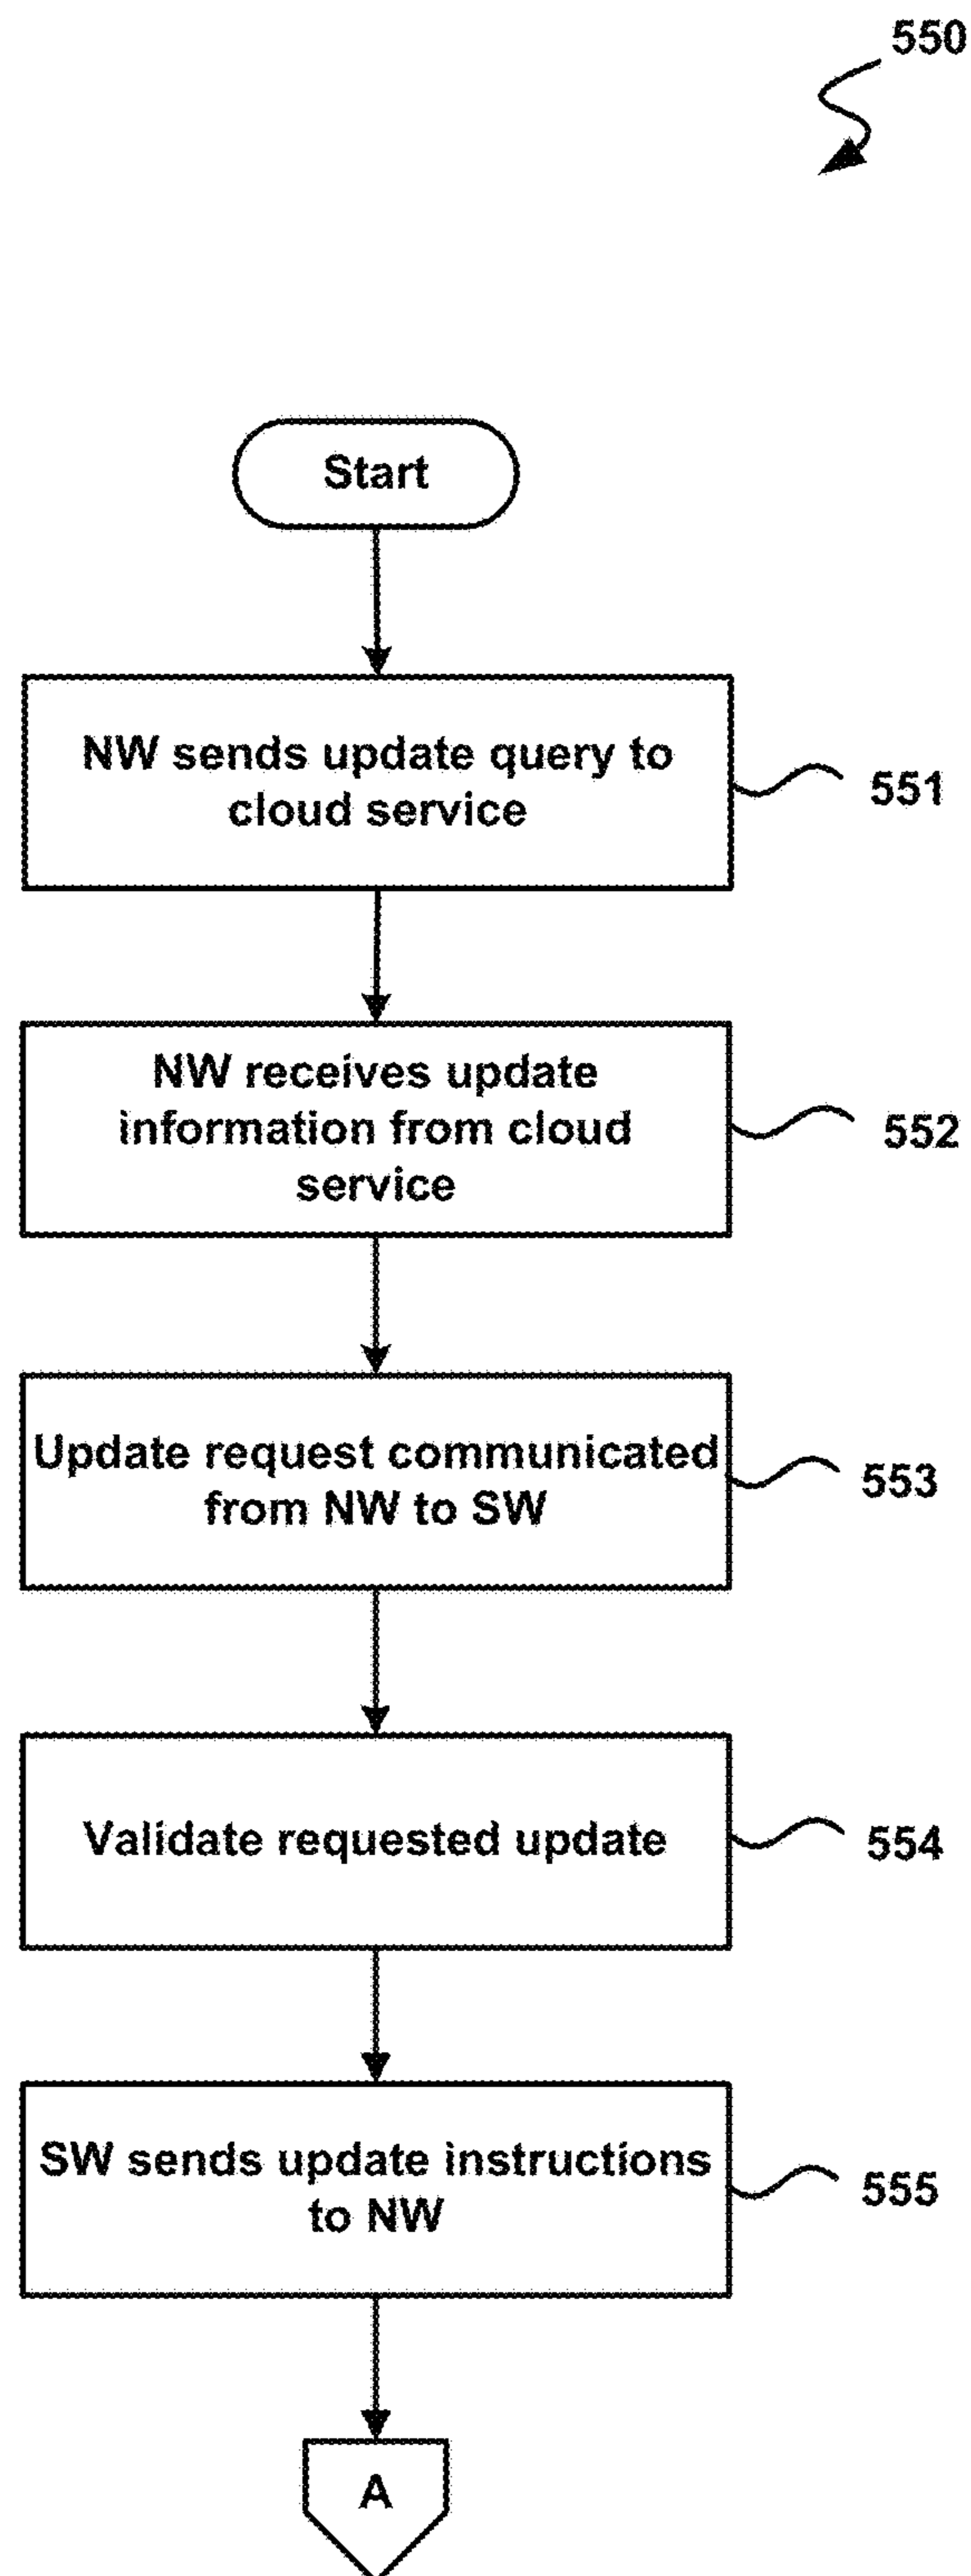 550
Start
NW sends update query to
cloud service
551
NW receives update
information from cloud
service
552
Update request communicated
from NW to SW
553
Validate requested update
554
SW sends update instructions
to NW
555
A